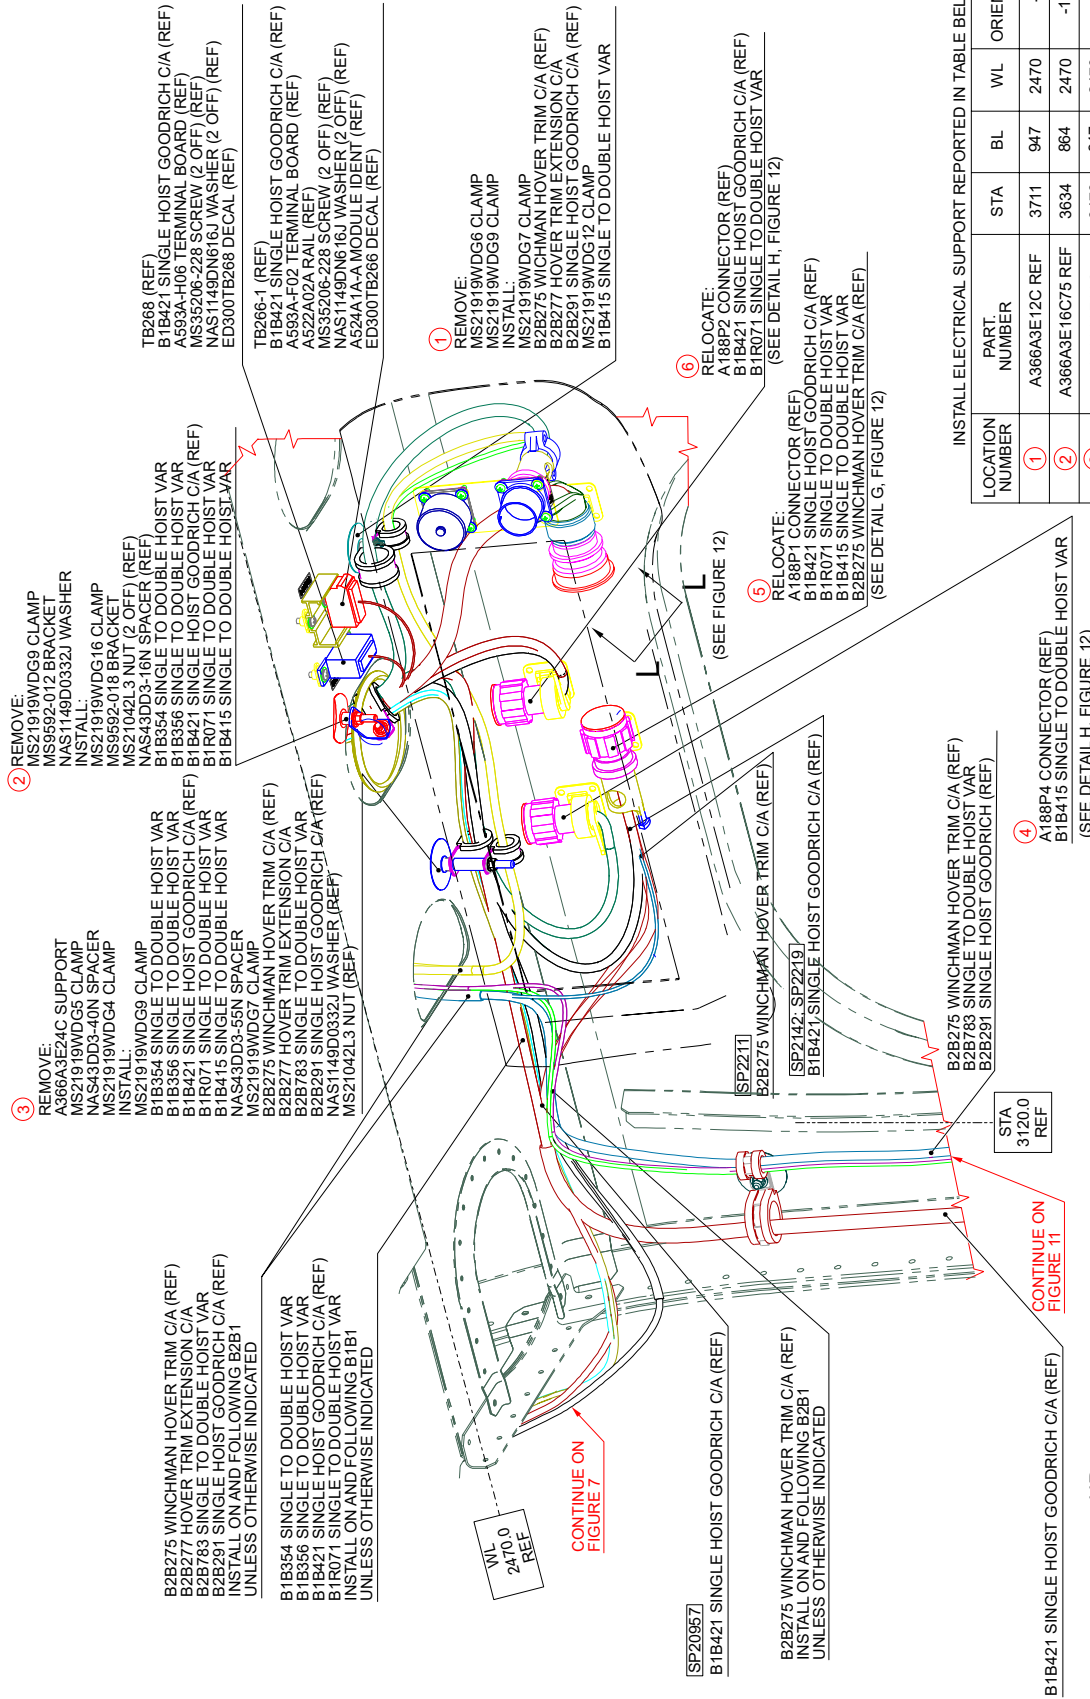 TB268 (REF)
B1B421 SINGLE HOIST GOODRICH C/A (REF)
A593A-H06 TERMINAL BOARD (REF)
MS35206-228 SCREW (2 OFF) (REF)
NAS1149DN616J WASHER (2 OFF) (REF)
ED300TB268 DECAL (REF)
TB266-1 (REF)
B1B421 SINGLE HOIST GOODRICH C/A (REF)
A593A-F02 TERMINAL BOARD (REF)
A522A02A RAIL (REF)
MS35206-228 SCREW (2 OFF) (REF)
NAS1149DN616J WASHER (2 OFF) (REF)
A524A1A-A MODULE IDENT (REF)
ED300TB266 DECAL (REF)
1
REMOVE:
MS21919WDG6 CLAMP
MS21919WDG9 CLAMP
INSTALL:
MS21919WDG7 CLAMP
B2B275 WICHMAN HOVER TRIM C/A (REF)
B2B277 HOVER TRIM EXTENSION C/A
B2B291 SINGLE HOIST GOODRICH C/A (REF)
MS21919WDG12 CLAMP
B1B415 SINGLE TO DOUBLE HOIST VAR
6
RELOCATE:
A188P2 CONNECTOR (REF)
B1B421 SINGLE HOIST GOODRICH C/A (REF)
B1R071 SINGLE TO DOUBLE HOIST VAR
(SEE DETAIL H, FIGURE 12)
5
RELOCATE:
A188P1 CONNECTOR (REF)
B1B421 SINGLE HOIST GOODRICH C/A (REF)
B1R071 SINGLE TO DOUBLE HOIST VAR
B1B415 SINGLE TO DOUBLE HOIST VAR
B2B275 WINCHMAN HOVER TRIM C/A (REF)
(SEE DETAIL G, FIGURE 12)
2
REMOVE:
MS21919WDG9 CLAMP
MS9592-012 BRACKET
NAS1149D0332J WASHER
INSTALL:
MS21919WDG16 CLAMP
MS9592-018 BRACKET
MS21042L3 NUT (2 OFF) (REF)
NAS43DD3-16N SPACER (REF)
B1B354 SINGLE TO DOUBLE HOIST VAR
B1B356 SINGLE TO DOUBLE HOIST VAR
B1B421 SINGLE HOIST GOODRICH C/A (REF)
B1R071 SINGLE TO DOUBLE HOIST VAR
B1B415 SINGLE TO DOUBLE HOIST VAR
3
REMOVE:
A366A3E24C SUPPORT
MS21919WDG5 CLAMP
NAS43DD3-40N SPACER
MS21919WDG4 CLAMP
INSTALL:
MS21919WDG9 CLAMP
B1B354 SINGLE TO DOUBLE HOIST VAR
B1B356 SINGLE TO DOUBLE HOIST VAR
B1B421 SINGLE HOIST GOODRICH C/A (REF)
B1R071 SINGLE TO DOUBLE HOIST VAR
B1B415 SINGLE TO DOUBLE HOIST VAR
NAS43DD3-55N SPACER
MS21919WDG7 CLAMP
B2B275 WINCHMAN HOVER TRIM C/A (REF)
B2B277 HOVER TRIM EXTENSION C/A
B2B783 SINGLE TO DOUBLE HOIST VAR
B2B291 SINGLE HOIST GOODRICH C/A (REF)
NAS1149D0332J WASHER (REF)
MS21042L3 NUT (REF)
B2B275 WINCHMAN HOVER TRIM C/A (REF)
B2B277 HOVER TRIM EXTENSION C/A
B2B783 SINGLE TO DOUBLE HOIST VAR
B2B291 SINGLE HOIST GOODRICH C/A (REF)
INSTALL ON AND FOLLOWING B2B1
UNLESS OTHERWISE INDICATED
B1B354 SINGLE TO DOUBLE HOIST VAR
B1B356 SINGLE TO DOUBLE HOIST VAR
B1B421 HOIST GOODRICH C/A (REF)
B1R071 SINGLE TO DOUBLE HOIST VAR
INSTALL ON AND FOLLOWING B1B1
UNLESS OTHERWISE INDICATED
WL
2470.0
REF
CONTINUE ON
FIGURE 7
SP20957
B1B421 SINGLE HOIST GOODRICH C/A (REF)
B2B275 WINCHMAN HOVER TRIM C/A (REF)
INSTALL ON AND FOLLOWING B2B1
UNLESS OTHERWISE INDICATED
B1B421 SINGLE HOIST GOODRICH C/A (REF)
CONTINUE ON
FIGURE 11
STA
3120.0
REF
SP2211
B2B275 WINCHMAN HOVER TRIM C/A (REF)
SP2142; SP2219
B1B421 SINGLE HOIST GOODRICH C/A (REF)
B2B275 WINCHMAN HOVER TRIM C/A (REF)
B2B783 SINGLE TO DOUBLE HOIST VAR
B2B291 SINGLE HOIST GOODRICH (REF)
4
A188P4 CONNECTOR (REF)
B1B415 SINGLE TO DOUBLE HOIST VAR
(SEE DETAIL H, FIGURE 12)
L
L
(SEE FIGURE 12)
INSTALL ELECTRICAL SUPPORT REPORTED IN TABLE BEL
LOCATION NUMBER PART. NUMBER STA BL WL ORIE
1 A366A3E12C REF 3711 947 2470 -
2 A366A3E16C75 REF 3634 864 2470 -1